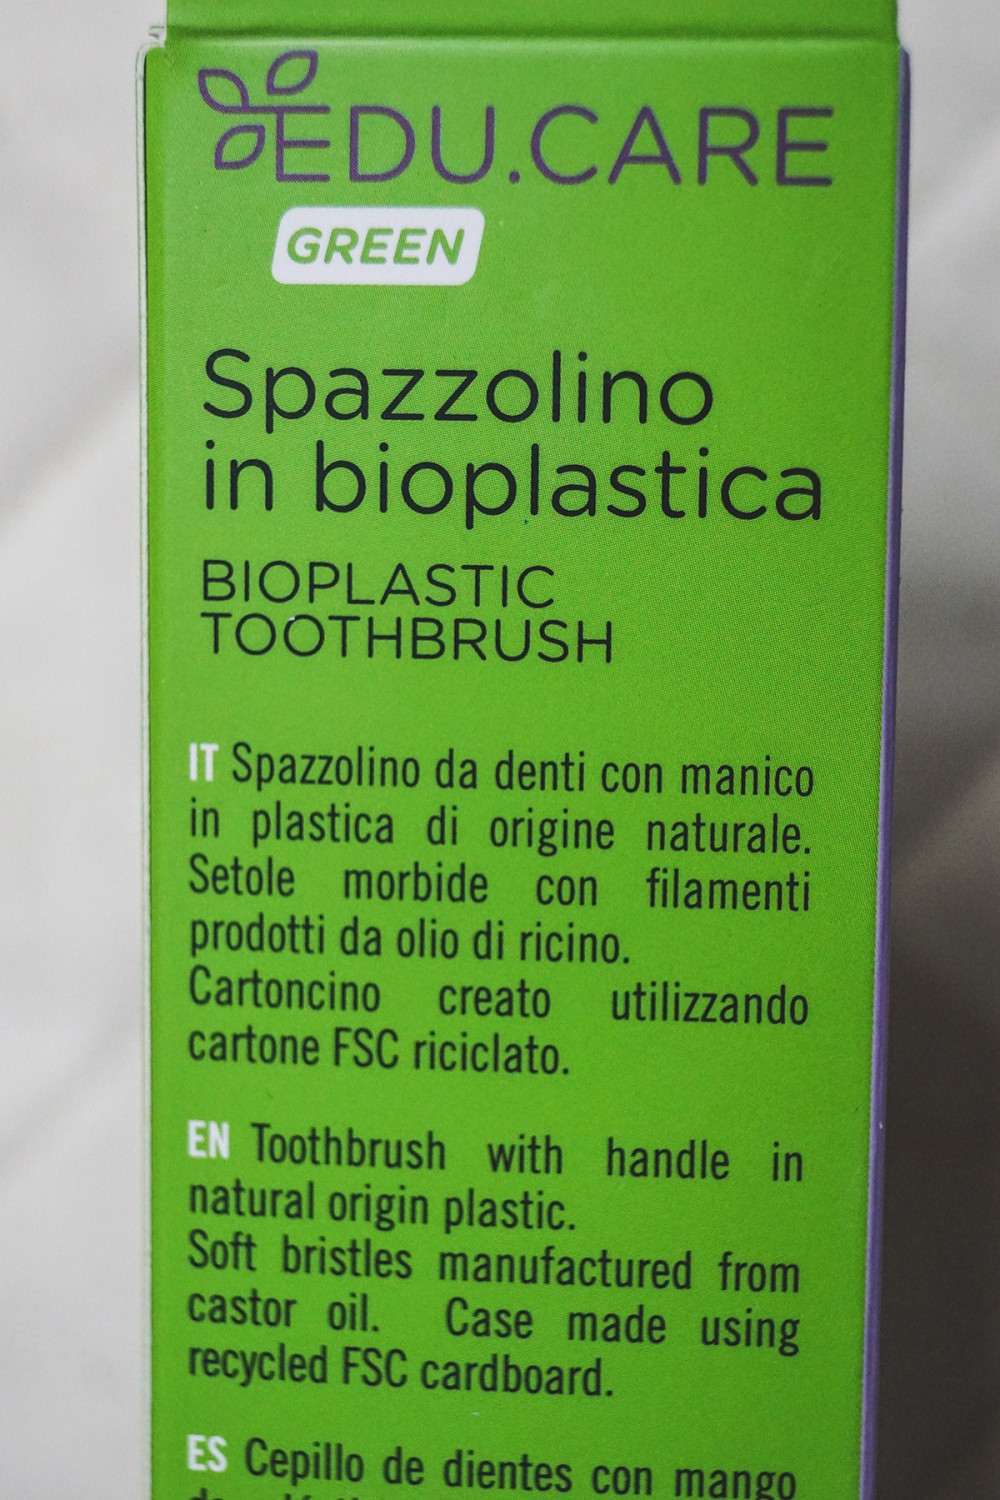 EDU.CARE
GREEN
Spazzolino
in bioplastica
BIOPLASTIC
TOOTHBRUSH
IT Spazzolino da denti con manico
in plastica di origine naturale.
Setole morbide con filamenti
prodotti da olio di ricino.
Cartoncino creato utilizzando
cartone FSC riciclato.
EN Toothbrush with handle in
natural origin plastic.
Soft bristles manufactured from
castor oil. Case made using
recycled FSC cardboard.
ES Cepillo de dientes con mango